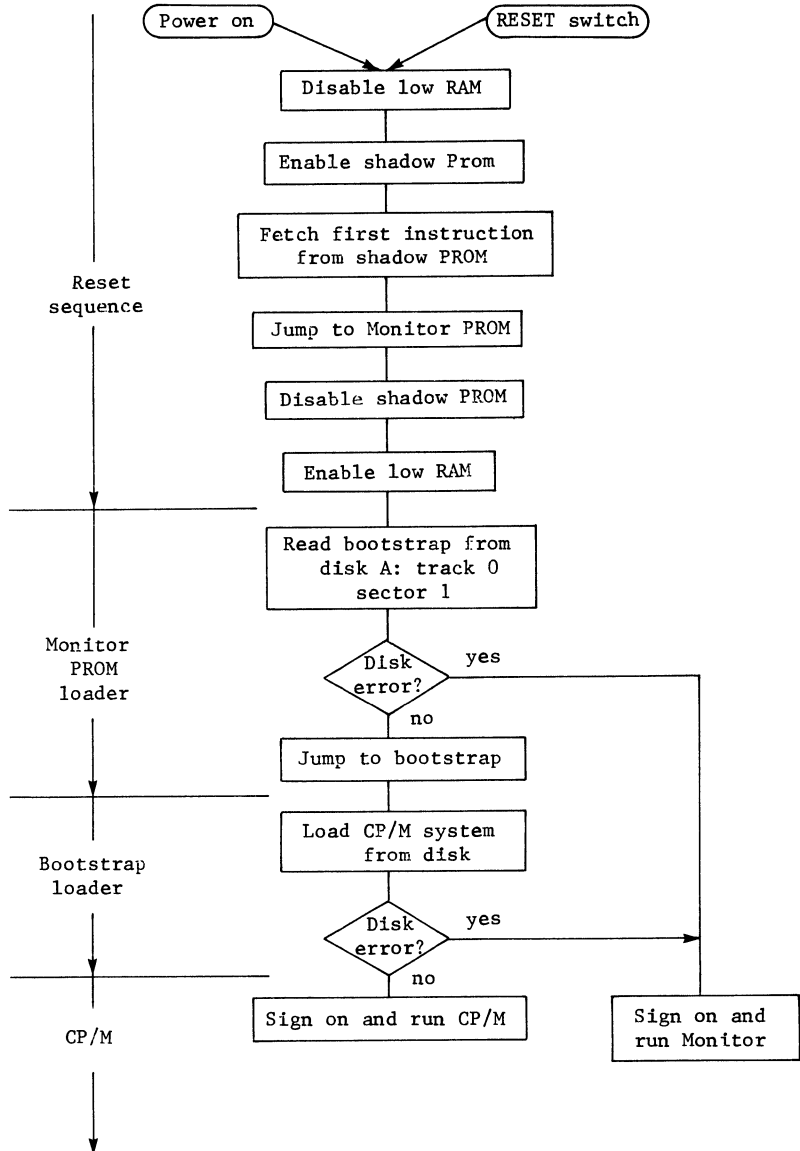 Power on
RESET switch
Disable low RAM
Enable shadow Prom
Fetch first instruction
from shadow PROM
Reset
sequence
Jump to Monitor PROM
Disable shadow PROM
Enable low RAM
Read bootstrap from
disk A: track 0
sector 1
Monitor
PROM
loader
Disk
error?
yes
no
Jump to bootstrap
Load CP/M system
from disk
Bootstrap
loader
Disk
error?
yes
no
Sign on and run CP/M
Sign on and
run Monitor
CP/M